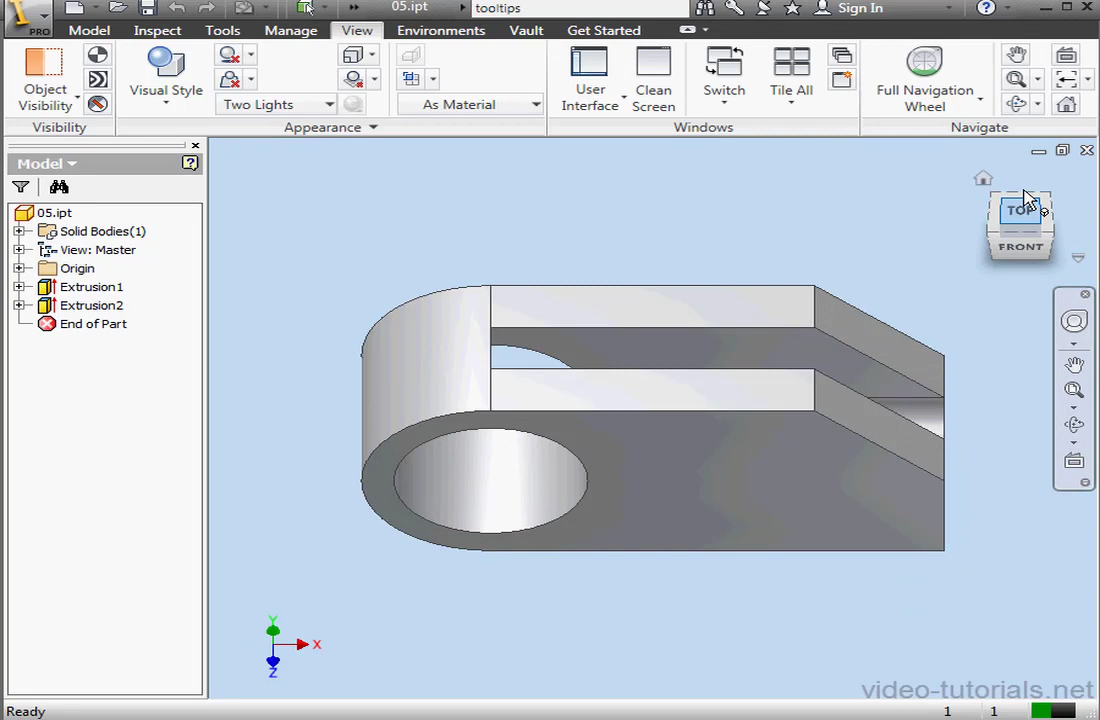 05.ipt
tooltips
Sign In
PRO
Model
Inspect
Tools
Manage
View
Environments
Vault
Get Started
Object
Visibility
Visual Style
Two Lights
As Material
User
Interface
Clean
Screen
Switch
Tile All
Full Navigation
Wheel
Visibility
Appearance
Windows
Navigate
Model
05.ipt
Solid Bodies(1)
View: Master
Origin
Extrusion1
Extrusion2
End of Part
TOP
FRONT
Y
X
Z
video-tutorials.net
Ready
1
1